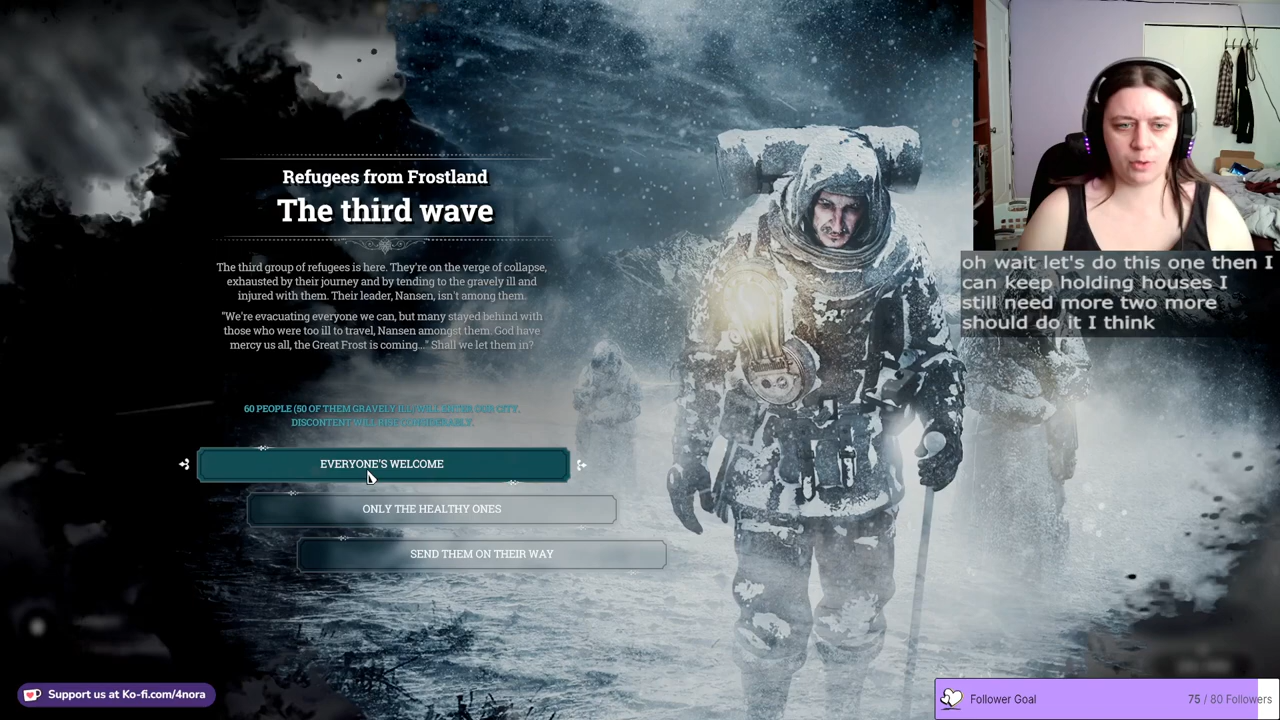 Refugees from Frostland
The third wave
The third group of refugees is here. They're on the verge of collapse,
exhausted by their journey and by tending to the gravely ill and
injured with them. Their leader, Nansen, isn't among them.
"We're evacuating everyone we can, but many stayed behind with
those who were too ill to travel, Nansen amongst them. God have
mercy us all, the Great Frost is coming..." Shall we let them in?
60 PEOPLE (50 OF THEM GRAVELY ILL) WILL ENTER OUR CITY.
DISCONTENT WILL RISE CONSIDERABLY.
EVERYONE'S WELCOME
ONLY THE HEALTHY ONES
SEND THEM ON THEIR WAY
oh wait let's do this one then I
can keep holding houses I
still need more two more
should do it I think
Support us at Ko-fi.com/4nora
Follower Goal
75 / 80 Followers